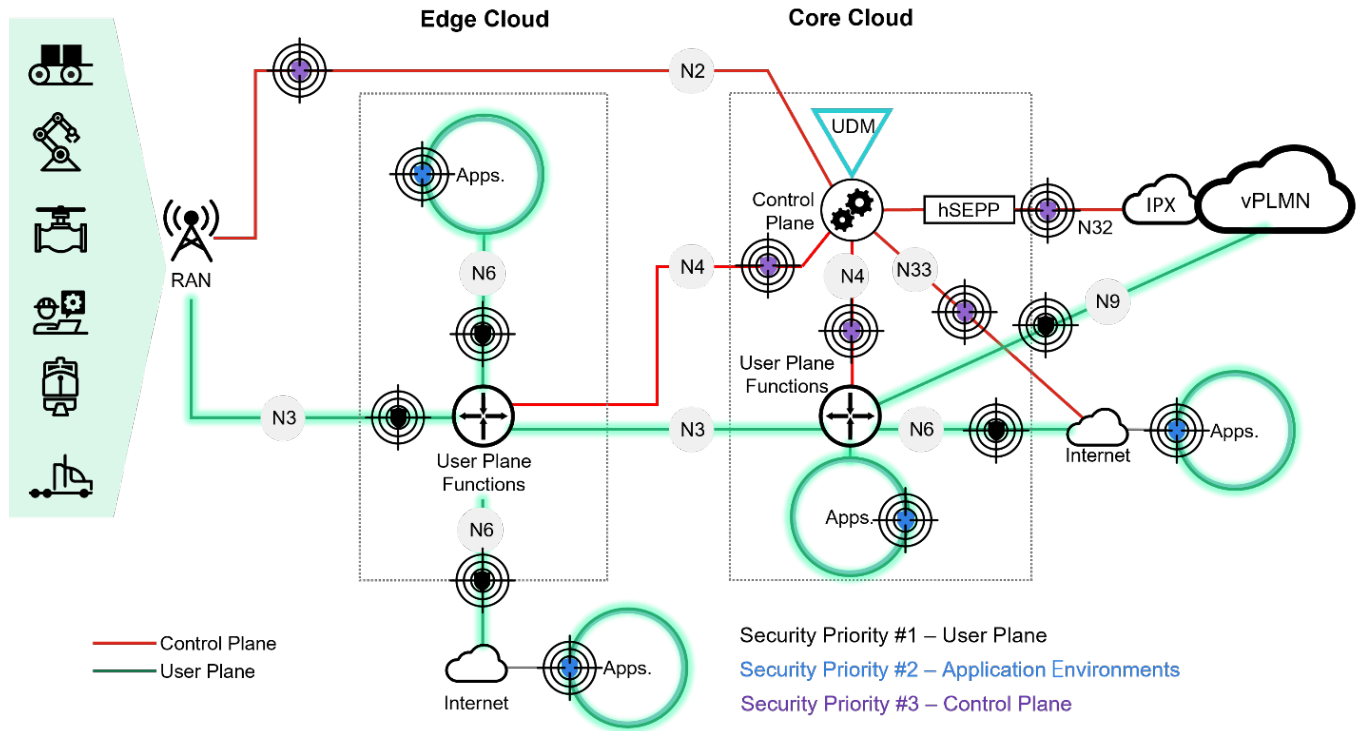 Edge Cloud
Core Cloud
N2
UDM
Apps.
Control
Plane
hSEPP
IPX
vPLMN
N32
RAN
N6
N4
N4
N33
N9
User Plane
Functions
N3
N3
N6
Apps.
Internet
User Plane
Functions
N6
Apps.
Control Plane
User Plane
Apps.
Internet
Security Priority #1 – User Plane
Security Priority #2 – Application Environments
Security Priority #3 – Control Plane